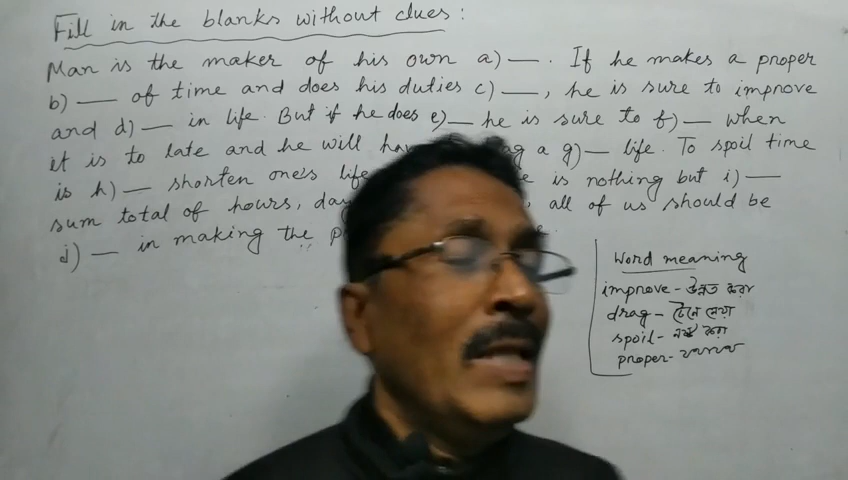 Fill in the blanks without clues:
Man is the maker of his own a) —. If he makes a proper
b) — of time and does his duties c) —, he is sure to improve
and d) — in life. But if he does e) — he is sure to f) — when
it is to late and he will a g) — life. To spoil time
is h) — shorten one's life is nothing but i) —
sum total of hours, all of us should be
j) — in making the
Word meaning
improve - উন্নত করা
drag - টেনে নেয়া
spoil - নষ্ট করা
proper -